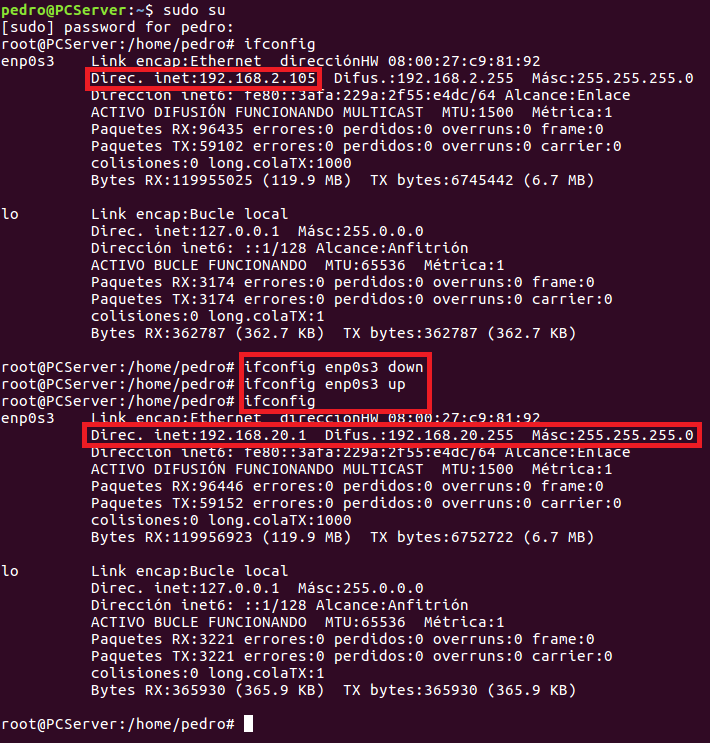 pedro@PCServer:~$ sudo su
[sudo] password for pedro:
root@PCServer:/home/pedro# ifconfig
enp0s3    Link encap:Ethernet  direcciónHW 08:00:27:c9:81:92
          Direc. inet:192.168.2.105  Difus.:192.168.2.255  Másc:255.255.255.0
          Dirección inet6: fe80::3afa:229a:2f55:e4dc/64 Alcance:Enlace
          ACTIVO DIFUSIÓN FUNCIONANDO MULTICAST  MTU:1500  Métrica:1
          Paquetes RX:96435 errores:0 perdidos:0 overruns:0 frame:0
          Paquetes TX:59102 errores:0 perdidos:0 overruns:0 carrier:0
          colisiones:0 long.colaTX:1000
          Bytes RX:119955025 (119.9 MB)  TX bytes:6745442 (6.7 MB)
lo        Link encap:Bucle local
          Direc. inet:127.0.0.1  Másc:255.0.0.0
          Dirección inet6: ::1/128 Alcance:Anfitrión
          ACTIVO BUCLE FUNCIONANDO  MTU:65536  Métrica:1
          Paquetes RX:3174 errores:0 perdidos:0 overruns:0 frame:0
          Paquetes TX:3174 errores:0 perdidos:0 overruns:0 carrier:0
          colisiones:0 long.colaTX:1
          Bytes RX:362787 (362.7 KB)  TX bytes:362787 (362.7 KB)
root@PCServer:/home/pedro# ifconfig enp0s3 down
root@PCServer:/home/pedro# ifconfig enp0s3 up
root@PCServer:/home/pedro# ifconfig
enp0s3    Link encap:Ethernet  direcciónHW 08:00:27:c9:81:92
          Direc. inet:192.168.20.1  Difus.:192.168.20.255  Másc:255.255.255.0
          Dirección inet6: fe80::3afa:229a:2f55:e4dc/64 Alcance:Enlace
          ACTIVO DIFUSIÓN FUNCIONANDO MULTICAST  MTU:1500  Métrica:1
          Paquetes RX:96446 errores:0 perdidos:0 overruns:0 frame:0
          Paquetes TX:59152 errores:0 perdidos:0 overruns:0 carrier:0
          colisiones:0 long.colaTX:1000
          Bytes RX:119956923 (119.9 MB)  TX bytes:6752722 (6.7 MB)
lo        Link encap:Bucle local
          Direc. inet:127.0.0.1  Másc:255.0.0.0
          Dirección inet6: ::1/128 Alcance:Anfitrión
          ACTIVO BUCLE FUNCIONANDO  MTU:65536  Métrica:1
          Paquetes RX:3221 errores:0 perdidos:0 overruns:0 frame:0
          Paquetes TX:3221 errores:0 perdidos:0 overruns:0 carrier:0
          colisiones:0 long.colaTX:1
          Bytes RX:365930 (365.9 KB)  TX bytes:365930 (365.9 KB)
root@PCServer:/home/pedro#